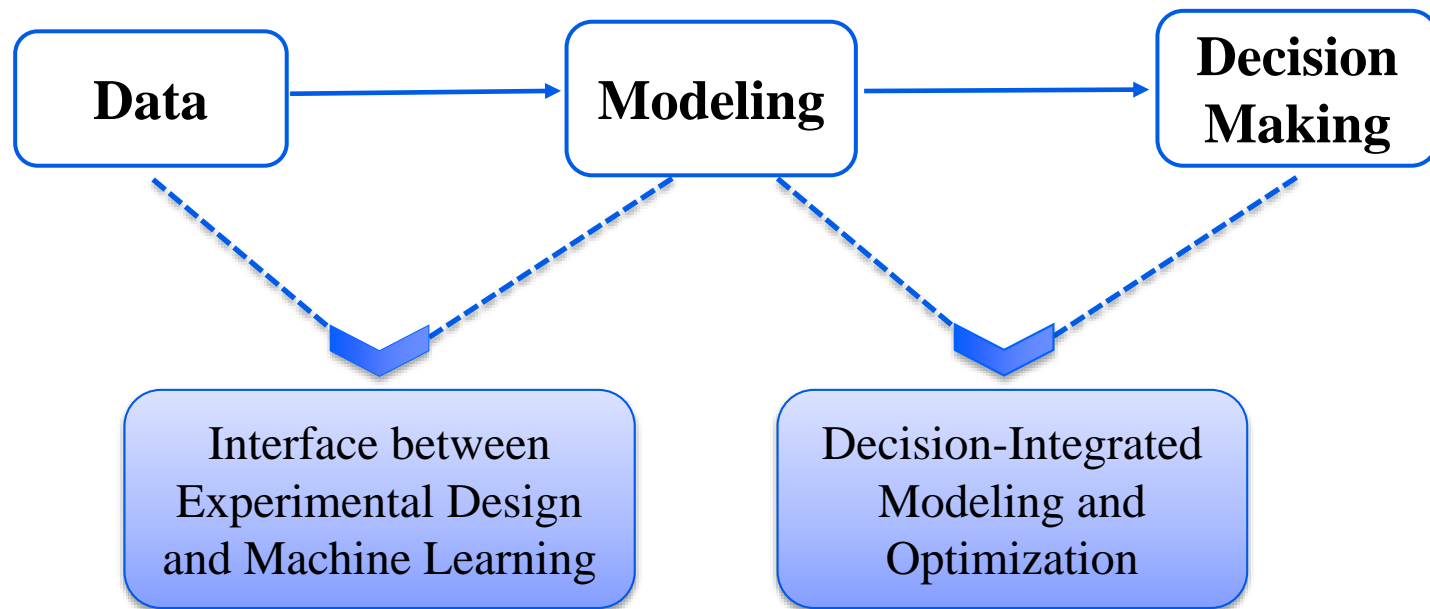 Data
Modeling
Decision
Making
Interface between
Experimental Design
and Machine Learning
Decision-Integrated
Modeling and
Optimization